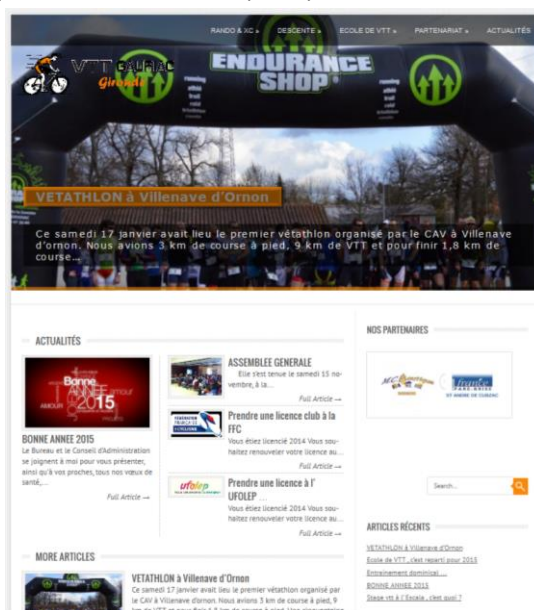 RANDO & XC » DESCENTE » ECOLE DE VTT » PARTENARIAT » ACTUALITÉS
VTT GAURIAC
Gironde
ENDURANCE
SHOP
VETATHLON à Villenave d'Ornon
Ce samedi 17 janvier avait lieu le premier vétathlon organisé par le CAV à Villenave
d'ornon. Nous avions 3 km de course à pied, 9 km de VTT et pour finir 1,8 km de
course...
ACTUALITÉS
Bonne
ANNÉE
2015
AMOUR
BONNE ANNEE 2015
Le Bureau et le Conseil d'Administration
se joignent à moi pour vous présenter,
ainsi qu'à vos proches, tous nos vœux de
santé,...
Full Article →
ASSEMBLEE GENERALE
Elle s'est tenue le samedi 15 no-
vembre, à la...
Full Article →
Prendre une licence club à la
FFC
Vous étiez licencié 2014 Vous sou-
haitez renouveler votre licence au...
Full Article →
ufolep
Prendre une licence à l'
UFOLEP ...
Vous étiez licencié 2014 Vous sou-
haitez renouveler votre licence au...
Full Article →
NOS PARTENAIRES
Search...
ARTICLES RÉCENTS
VETATHLON à Villenave d'Ornon
Ecole de VTT , c'est reparti pour 2015
Entrainement dominical ...
BONNE ANNEE 2015
Stage vtt à l'Escale , c'est quoi ?
MORE ARTICLES
VETATHLON à Villenave d'Ornon
Ce samedi 17 janvier avait lieu le premier vétathlon organisé par
le CAV à Villenave d'ornon. Nous avions 3 km de course à pied, 9